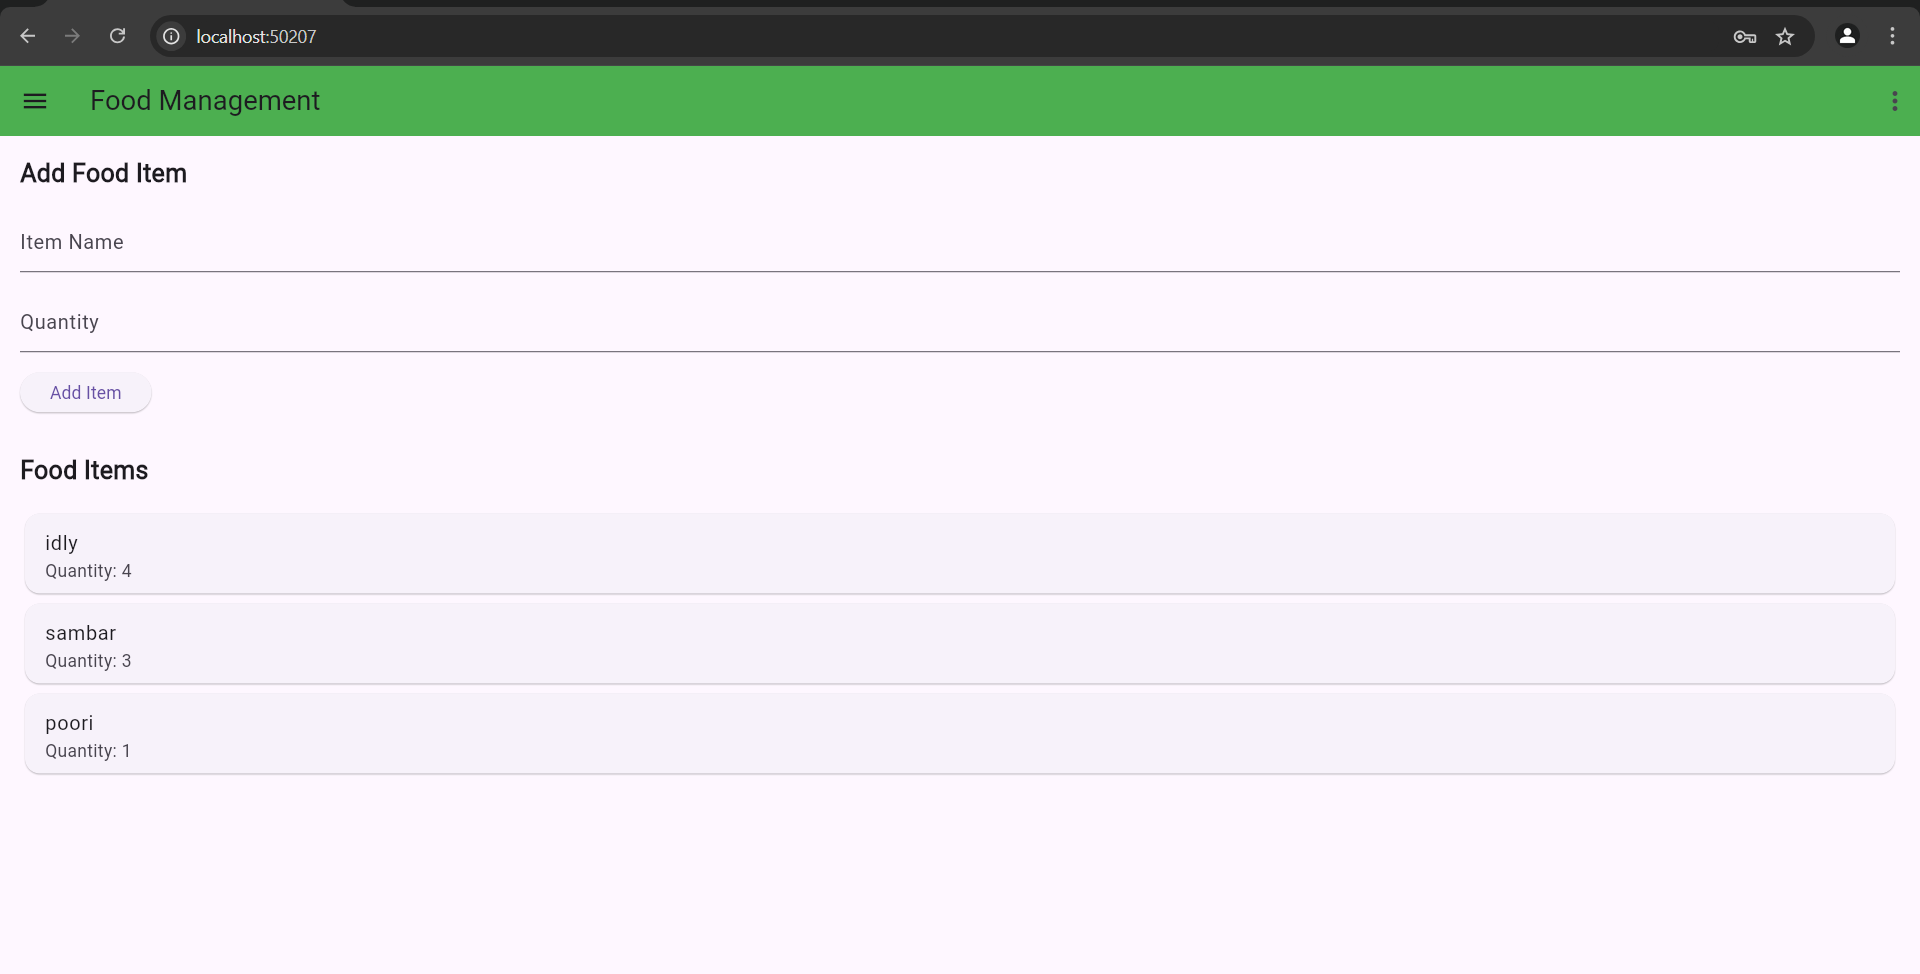 localhost:50207
Food Management
Add Food Item
Item Name
Quantity
Add Item
Food Items
idly
Quantity: 4
sambar
Quantity: 3
poori
Quantity: 1